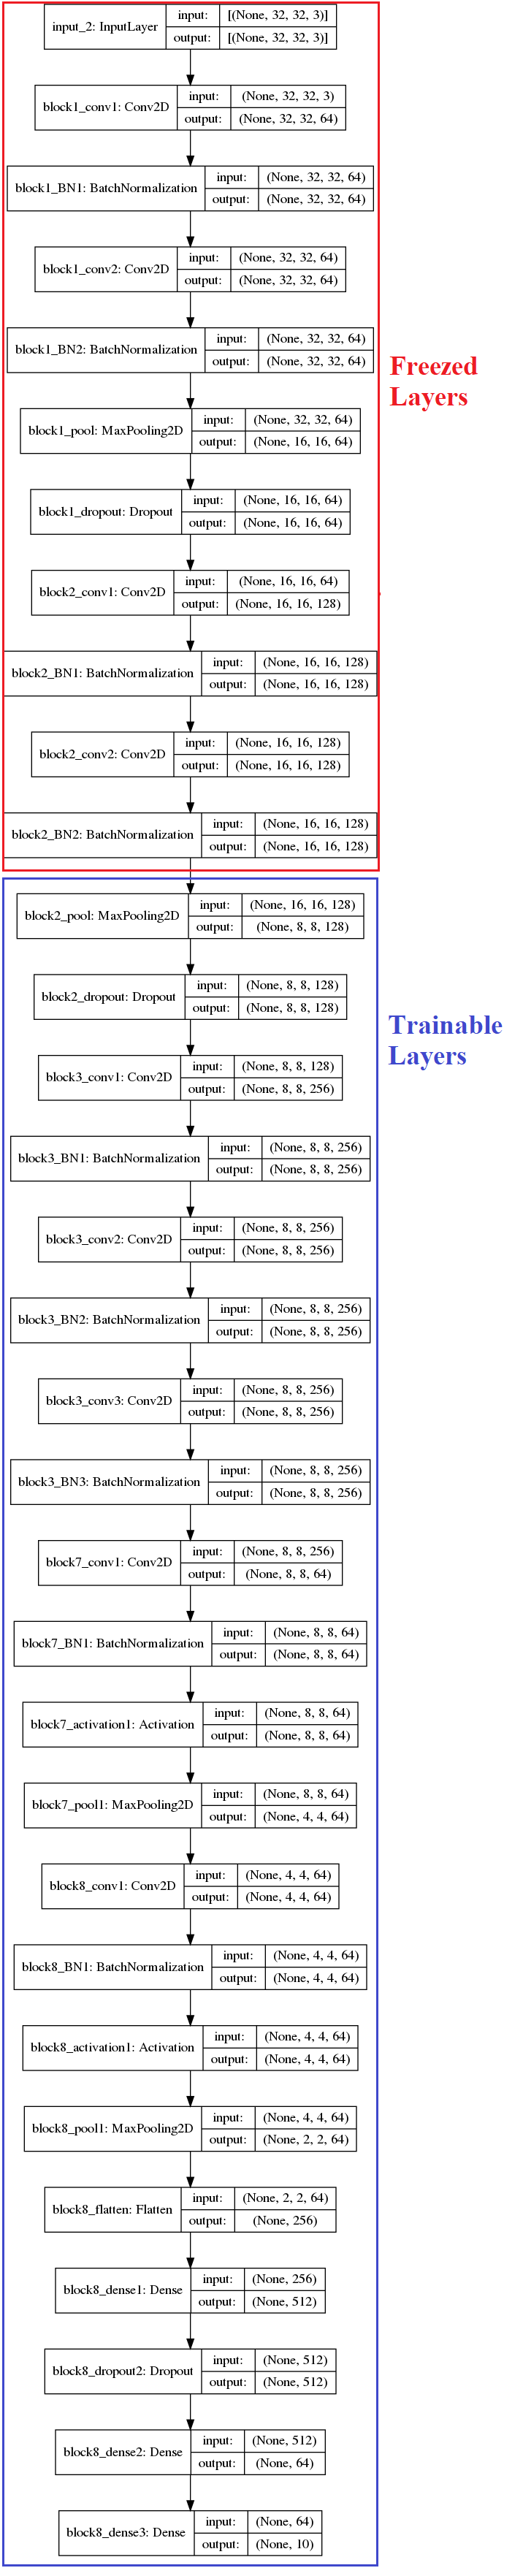 input_2: InputLayer
input: [(None, 32, 32, 3)]
output: [(None, 32, 32, 3)]
block1_conv1: Conv2D
input: (None, 32, 32, 3)
output: (None, 32, 32, 64)
block1_BN1: BatchNormalization
input: (None, 32, 32, 64)
output: (None, 32, 32, 64)
block1_conv2: Conv2D
input: (None, 32, 32, 64)
output: (None, 32, 32, 64)
block1_BN2: BatchNormalization
input: (None, 32, 32, 64)
output: (None, 32, 32, 64)
Freezed
Layers
block1_pool: MaxPooling2D
input: (None, 32, 32, 64)
output: (None, 16, 16, 64)
block1_dropout: Dropout
input: (None, 16, 16, 64)
output: (None, 16, 16, 64)
block2_conv1: Conv2D
input: (None, 16, 16, 64)
output: (None, 16, 16, 128)
block2_BN1: BatchNormalization
input: (None, 16, 16, 128)
output: (None, 16, 16, 128)
block2_conv2: Conv2D
input: (None, 16, 16, 128)
output: (None, 16, 16, 128)
block2_BN2: BatchNormalization
input: (None, 16, 16, 128)
output: (None, 16, 16, 128)
block2_pool: MaxPooling2D
input: (None, 16, 16, 128)
output: (None, 8, 8, 128)
block2_dropout: Dropout
input: (None, 8, 8, 128)
output: (None, 8, 8, 128)
Trainable
Layers
block3_conv1: Conv2D
input: (None, 8, 8, 128)
output: (None, 8, 8, 256)
block3_BN1: BatchNormalization
input: (None, 8, 8, 256)
output: (None, 8, 8, 256)
block3_conv2: Conv2D
input: (None, 8, 8, 256)
output: (None, 8, 8, 256)
block3_BN2: BatchNormalization
input: (None, 8, 8, 256)
output: (None, 8, 8, 256)
block3_conv3: Conv2D
input: (None, 8, 8, 256)
output: (None, 8, 8, 256)
block3_BN3: BatchNormalization
input: (None, 8, 8, 256)
output: (None, 8, 8, 256)
block7_conv1: Conv2D
input: (None, 8, 8, 256)
output: (None, 8, 8, 64)
block7_BN1: BatchNormalization
input: (None, 8, 8, 64)
output: (None, 8, 8, 64)
block7_activation1: Activation
input: (None, 8, 8, 64)
output: (None, 8, 8, 64)
block7_pool1: MaxPooling2D
input: (None, 8, 8, 64)
output: (None, 4, 4, 64)
block8_conv1: Conv2D
input: (None, 4, 4, 64)
output: (None, 4, 4, 64)
block8_BN1: BatchNormalization
input: (None, 4, 4, 64)
output: (None, 4, 4, 64)
block8_activation1: Activation
input: (None, 4, 4, 64)
output: (None, 4, 4, 64)
block8_pool1: MaxPooling2D
input: (None, 4, 4, 64)
output: (None, 2, 2, 64)
block8_flatten: Flatten
input: (None, 2, 2, 64)
output: (None, 256)
block8_dense1: Dense
input: (None, 256)
output: (None, 512)
block8_dropout2: Dropout
input: (None, 512)
output: (None, 512)
block8_dense2: Dense
input: (None, 512)
output: (None, 64)
block8_dense3: Dense
input: (None, 64)
output: (None, 10)